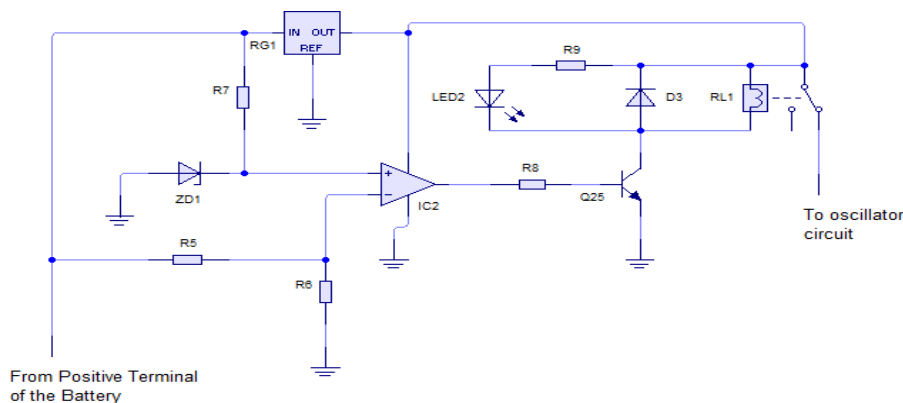 IN OUT
REF
RG1
R7
R9
LED2
D3
RL1
+
−
ZD1
IC2
R8
Q25
R5
R6
To oscillator
circuit
From Positive Terminal
of the Battery